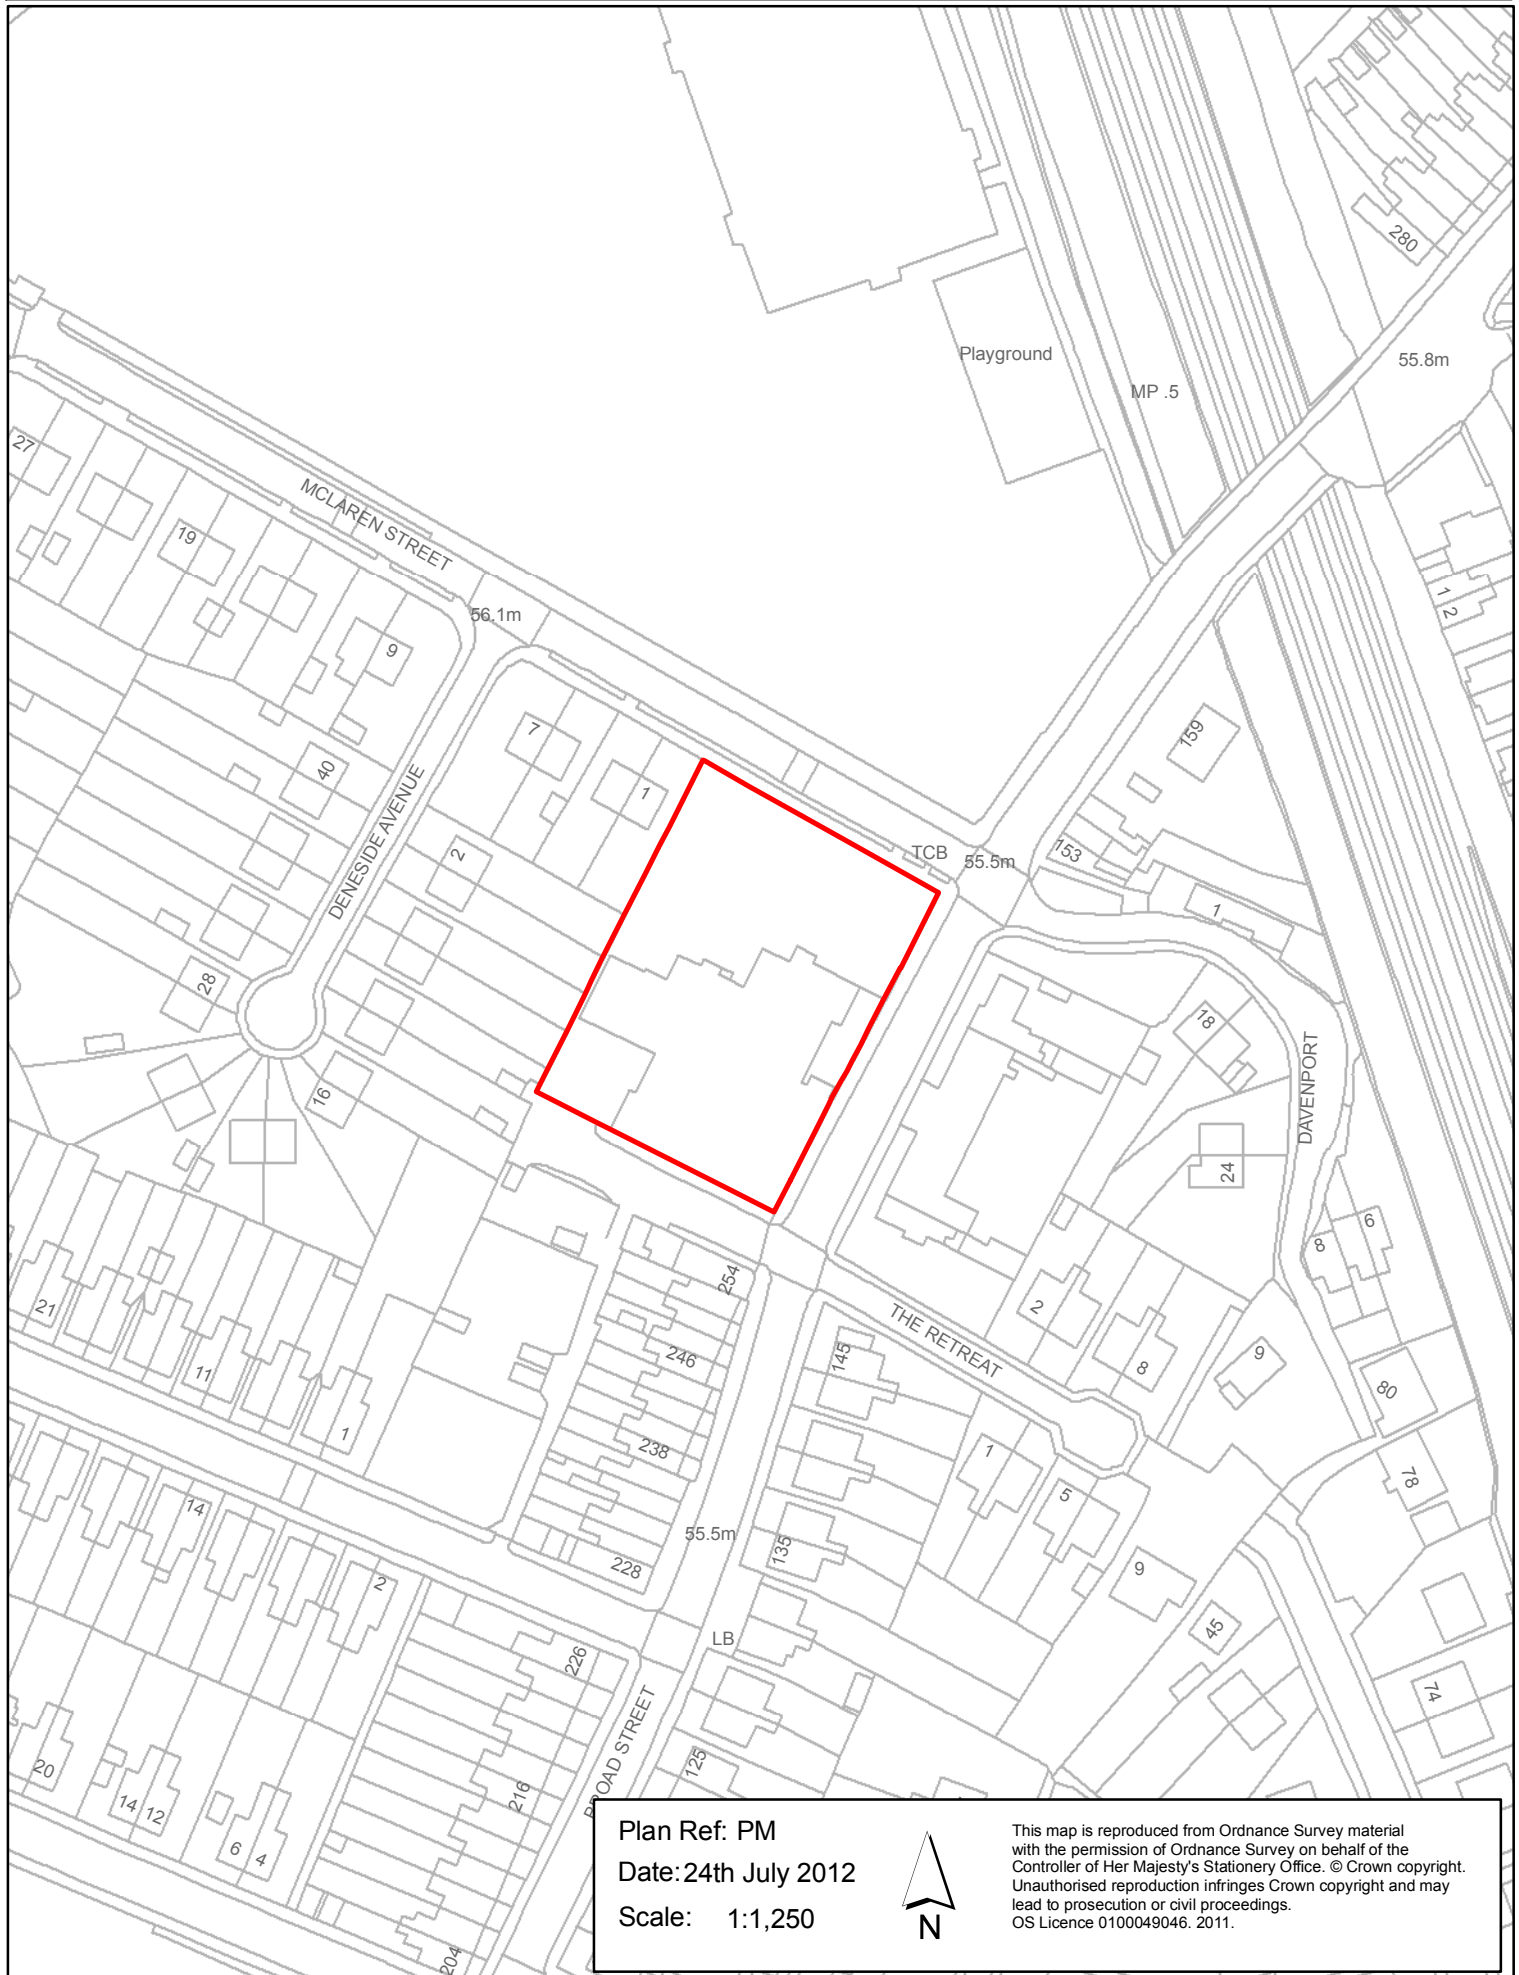 280
Playground
55.8m
MP .5
27
MCLAREN STREET
19
1
2
56.1m
9
159
7
40
1
DENESIDE AVENUE
2
TCB
55.5m
153
1
28
18
DAVENPORT
16
24
6
8
254
21
2
THE RETREAT
145
246
8
9
11
80
1
238
1
78
5
14
55.5m
135
228
9
2
45
LB
226
74
BROAD STREET
125
20
216
14
12
6
4
204
Plan Ref: PM
Date: 24th July 2012
Scale: 1:1,250
N
This map is reproduced from Ordnance Survey material
with the permission of Ordnance Survey on behalf of the
Controller of Her Majesty's Stationery Office. © Crown copyright.
Unauthorised reproduction infringes Crown copyright and may
lead to prosecution or civil proceedings.
OS Licence 0100049046. 2011.